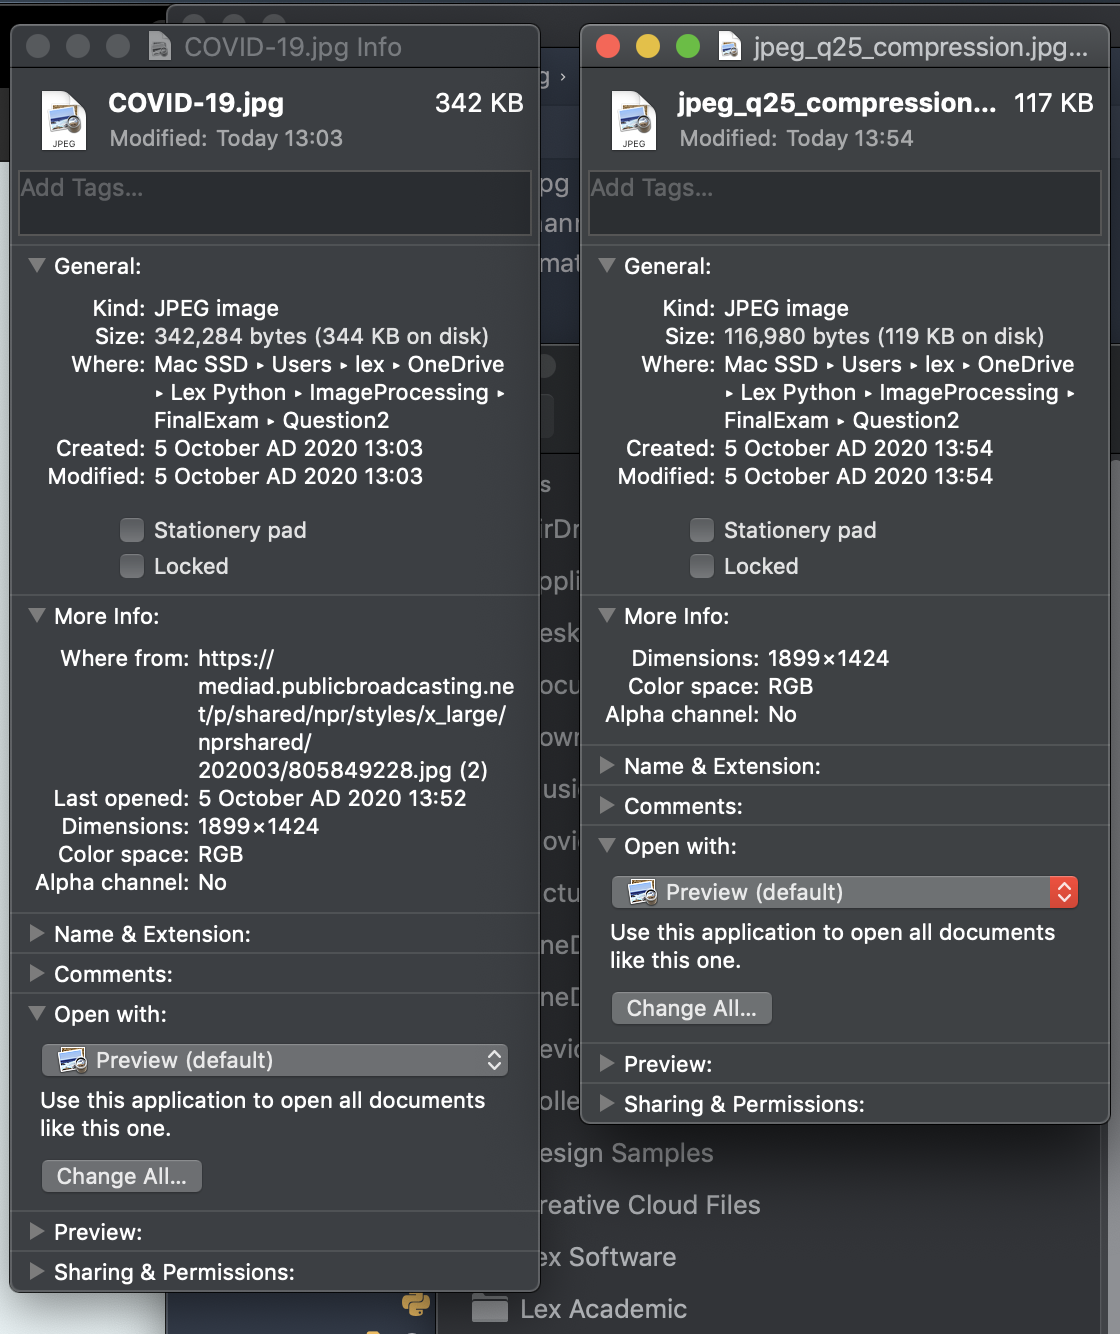 COVID-19.jpg Info
JPEG
COVID-19.jpg
342 KB
Modified: Today 13:03
Add Tags...
General:
Kind: JPEG image
Size: 342,284 bytes (344 KB on disk)
Where: Mac SSD ▸ Users ▸ lex ▸ OneDrive
▸ Lex Python ▸ ImageProcessing ▸
FinalExam ▸ Question2
Created: 5 October AD 2020 13:03
Modified: 5 October AD 2020 13:03
Stationery pad
Locked
More Info:
Where from: https://
mediad.publicbroadcasting.ne
t/p/shared/npr/styles/x_large/
nprshared/
202003/805849228.jpg (2)
Last opened: 5 October AD 2020 13:52
Dimensions: 1899×1424
Color space: RGB
Alpha channel: No
Name & Extension:
Comments:
Open with:
Preview (default)
Use this application to open all documents
like this one.
Change All...
Preview:
Sharing & Permissions:
jpeg_q25_compression.jpg...
JPEG
jpeg_q25_compression...
117 KB
Modified: Today 13:54
Add Tags...
General:
Kind: JPEG image
Size: 116,980 bytes (119 KB on disk)
Where: Mac SSD ▸ Users ▸ lex ▸ OneDrive
▸ Lex Python ▸ ImageProcessing ▸
FinalExam ▸ Question2
Created: 5 October AD 2020 13:54
Modified: 5 October AD 2020 13:54
Stationery pad
Locked
More Info:
Dimensions: 1899×1424
Color space: RGB
Alpha channel: No
Name & Extension:
Comments:
Open with:
Preview (default)
Use this application to open all documents
like this one.
Change All...
Preview:
Sharing & Permissions:
esign Samples
reative Cloud Files
ex Software
Lex Academic